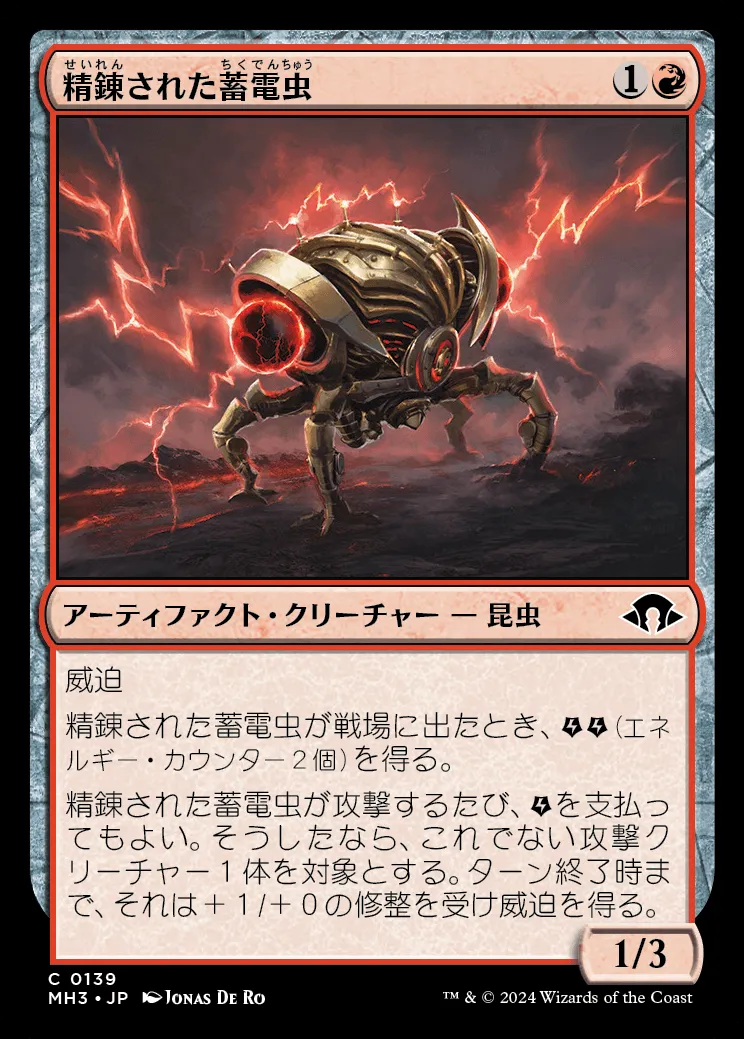 せいれん ちくでんちゅう
精錬された蓄電虫 1
アーティファクト・クリーチャー — 昆虫
威迫
精錬された蓄電虫が戦場に出たとき、(エネ
ルギー・カウンター2個)を得る。
精錬された蓄電虫が攻撃するたび、を支払っ
てもよい。そうしたなら、これでない攻撃ク
リーチャー1体を対象とする。ターン終了時ま
で、それは+1/+0の修整を受け威迫を得る。
1/3
C 0139
MH3 • JP Jonas De Ro
™ & © 2024 Wizards of the Coast